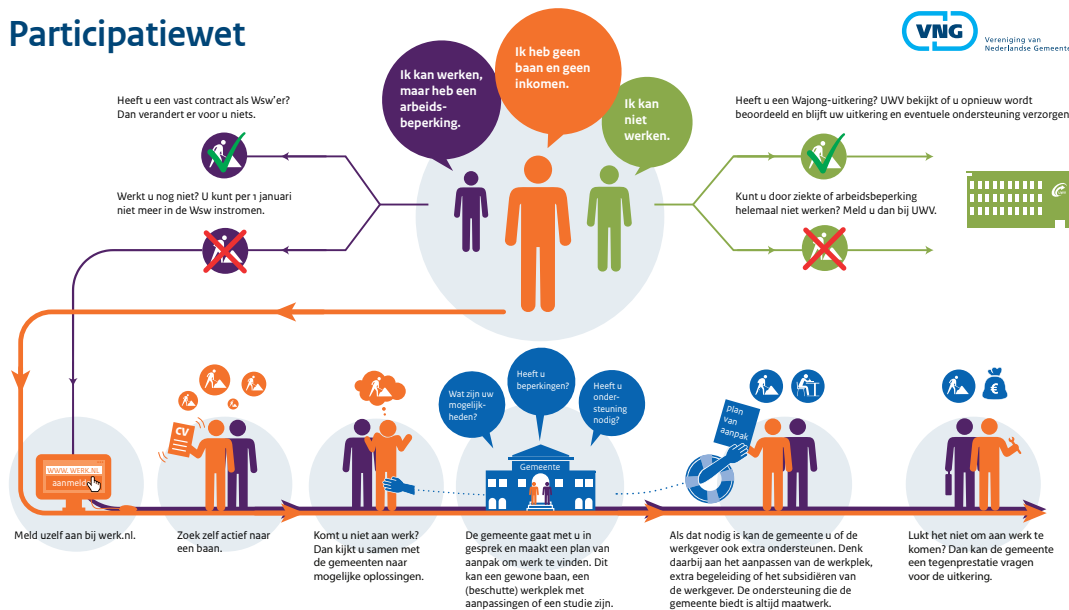 Participatiewet
VNG
Vereniging van
Nederlandse Gemeente
Ik kan werken,
maar heb een
arbeids-
beperking.
Ik heb geen
baan en geen
inkomen.
Ik kan
niet
werken.
Heeft u een vast contract als Wsw'er?
Dan verandert er voor u niets.
Werkt u nog niet? U kunt per 1 januari
niet meer in de Wsw instromen.
Heeft u een Wajong-uitkering? UWV bekijkt of u opnieuw wordt
beoordeeld en blijft uw uitkering en eventuele ondersteuning verzorgen
Kunt u door ziekte of arbeidsbeperking
helemaal niet werken? Meld u dan bij UWV.
WWW. WERK.NL
aanmelden
Meld uzelf aan bij werk.nl.
CV
Zoek zelf actief naar
een baan.
Komt u niet aan werk?
Dan kijkt u samen met
de gemeenten naar
mogelijke oplossingen.
Wat zijn uw
mogelijk-
heden?
Heeft u
beperkingen?
Heeft u
onder-
steuning
nodig?
Gemeente
De gemeente gaat met u in
gesprek en maakt een plan van
aanpak om werk te vinden. Dit
kan een gewone baan, een
(beschutte) werkplek met
aanpassingen of een studie zijn.
plan
van
aanpak
Als dat nodig is kan de gemeente u of de
werkgever ook extra ondersteunen. Denk
daarbij aan het aanpassen van de werkplek,
extra begeleiding of het subsidiëren van
de werkgever. De ondersteuning die de
gemeente biedt is altijd maatwerk.
€
Lukt het niet om aan werk te
komen? Dan kan de gemeente
een tegenprestatie vragen
voor de uitkering.